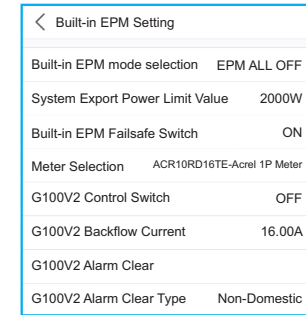 Built-in EPM Setting
Built-in EPM mode selection EPM ALL OFF
System Export Power Limit Value 2000W
Built-in EPM Failsafe Switch ON
Meter Selection ACR10RD16TE-Acrel 1P Meter
G100V2 Control Switch OFF
G100V2 Backflow Current 16.00A
G100V2 Alarm Clear
G100V2 Alarm Clear Type Non-Domestic